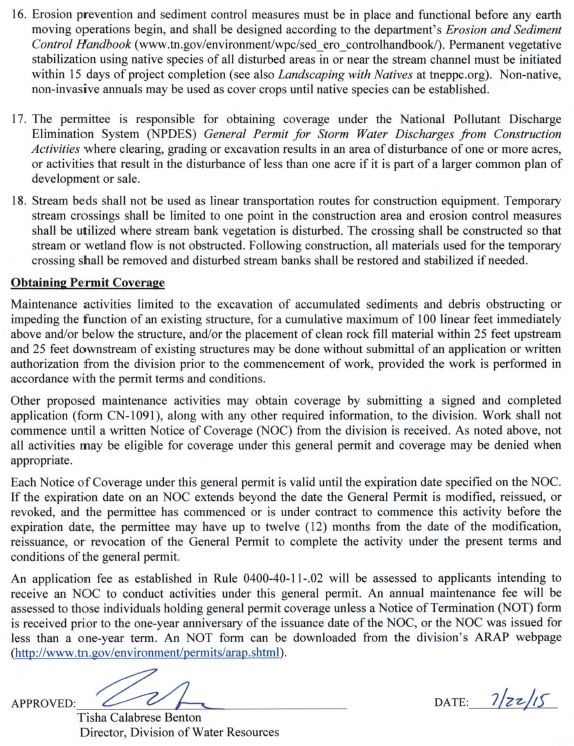 16. Erosion prevention and sediment control measures must be in place and functional before any earth
moving operations begin, and shall be designed according to the department's Erosion and Sediment
Control Handbook (www.tn.gov/environment/wpc/sed_ero_controlhandbook/). Permanent vegetative
stabilization using native species of all disturbed areas in or near the stream channel must be initiated
within 15 days of project completion (see also Landscaping with Natives at tneppc.org). Non-native,
non-invasive annuals may be used as cover crops until native species can be established.
17. The permittee is responsible for obtaining coverage under the National Pollutant Discharge
Elimination System (NPDES) General Permit for Storm Water Discharges from Construction
Activities where clearing, grading or excavation results in an area of disturbance of one or more acres,
or activities that result in the disturbance of less than one acre if it is part of a larger common plan of
development or sale.
18. Stream beds shall not be used as linear transportation routes for construction equipment. Temporary
stream crossings shall be limited to one point in the construction area and erosion control measures
shall be utilized where stream bank vegetation is disturbed. The crossing shall be constructed so that
stream or wetland flow is not obstructed. Following construction, all materials used for the temporary
crossing shall be removed and disturbed stream banks shall be restored and stabilized if needed.
Obtaining Permit Coverage
Maintenance activities limited to the excavation of accumulated sediments and debris obstructing or
impeding the function of an existing structure, for a cumulative maximum of 100 linear feet immediately
above and/or below the structure, and/or the placement of clean rock fill material within 25 feet upstream
and 25 feet downstream of existing structures may be done without submittal of an application or written
authorization from the division prior to the commencement of work, provided the work is performed in
accordance with the permit terms and conditions.
Other proposed maintenance activities may obtain coverage by submitting a signed and completed
application (form CN-1091), along with any other required information, to the division. Work shall not
commence until a written Notice of Coverage (NOC) from the division is received. As noted above, not
all activities may be eligible for coverage under this general permit and coverage may be denied when
appropriate.
Each Notice of Coverage under this general permit is valid until the expiration date specified on the NOC.
If the expiration date on an NOC extends beyond the date the General Permit is modified, reissued, or
revoked, and the permittee has commenced or is under contract to commence this activity before the
expiration date, the permittee may have up to twelve (12) months from the date of the modification,
reissuance, or revocation of the General Permit to complete the activity under the present terms and
conditions of the general permit.
An application fee as established in Rule 0400-40-11-.02 will be assessed to applicants intending to
receive an NOC to conduct activities under this general permit. An annual maintenance fee will be
assessed to those individuals holding general permit coverage unless a Notice of Termination (NOT) form
is received prior to the one-year anniversary of the issuance date of the NOC, or the NOC was issued for
less than a one-year term. An NOT form can be downloaded from the division's ARAP webpage
(http://www.tn.gov/environment/permits/arap.shtml).
APPROVED: DATE: 7/22/15
Tisha Calabrese Benton
Director, Division of Water Resources